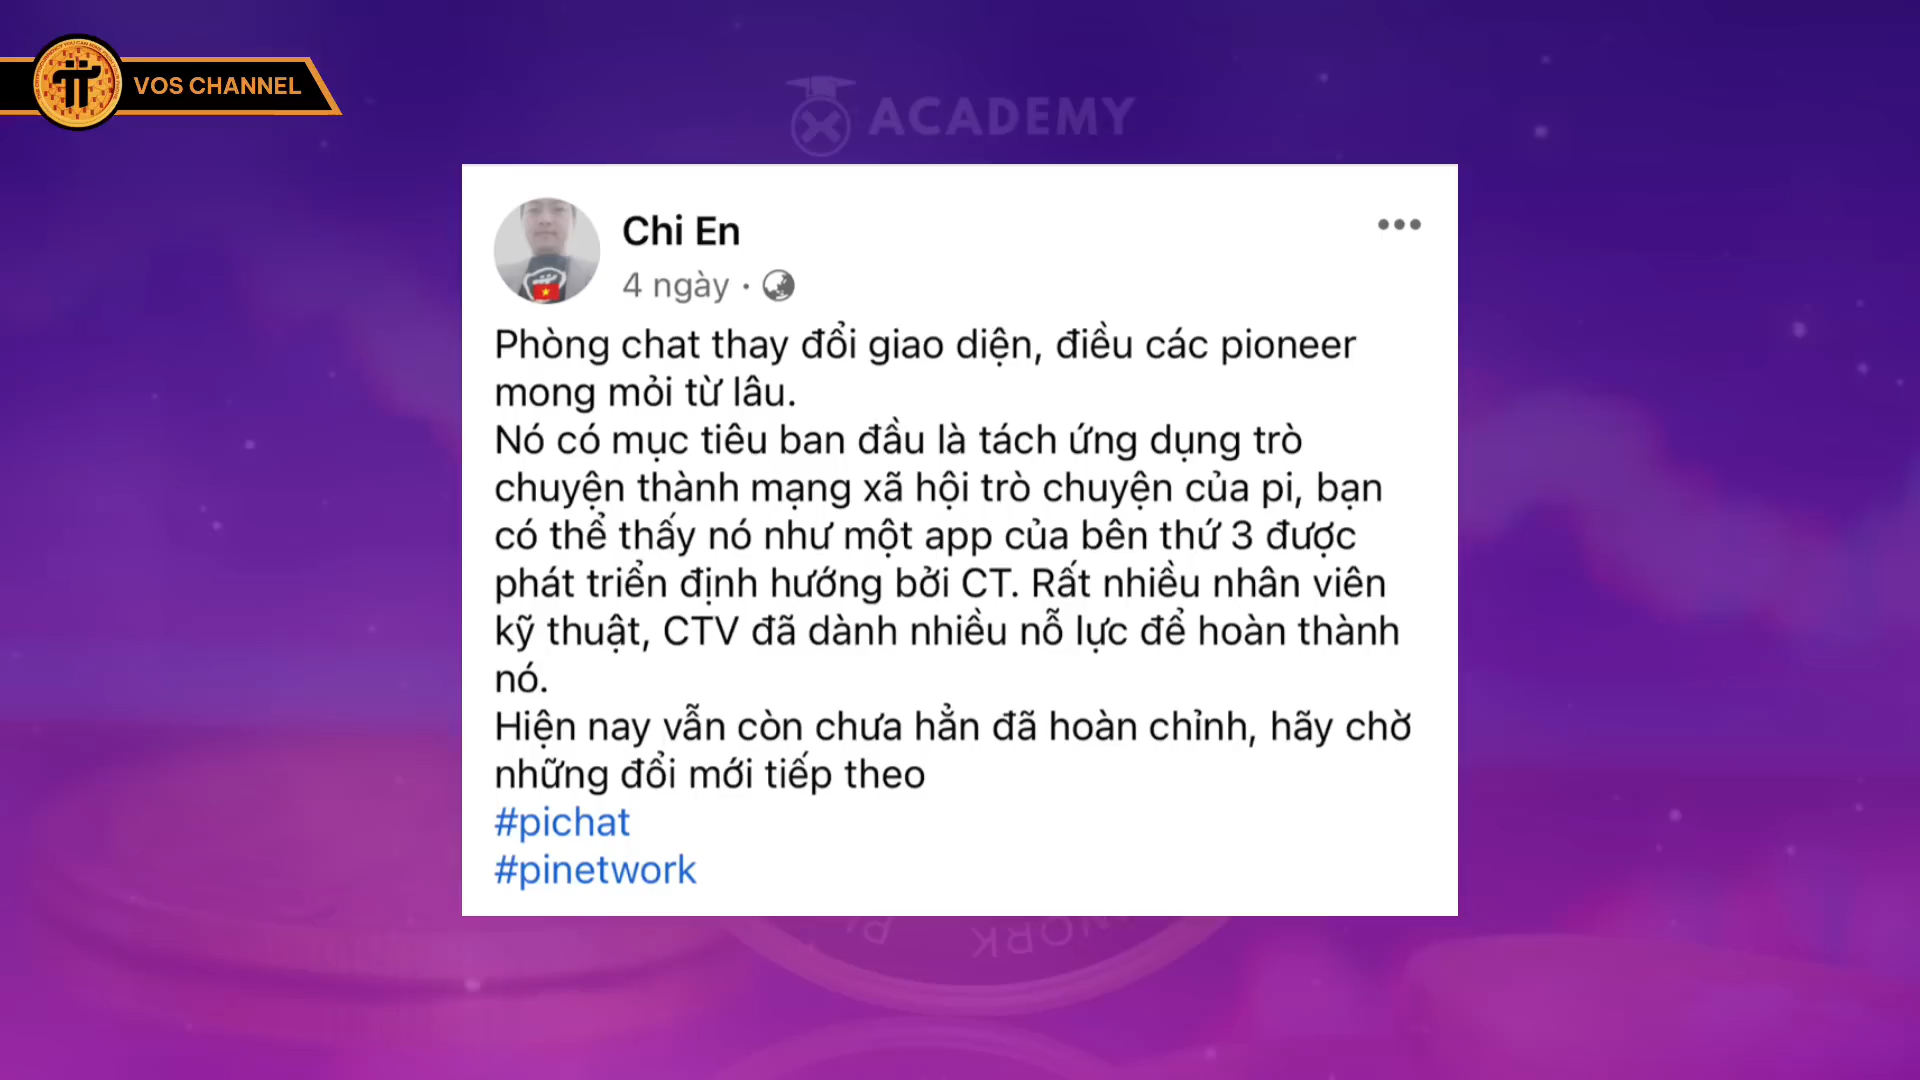 VOS CHANNEL
ACADEMY
Chi En
4 ngày ·
Phòng chat thay đổi giao diện, điều các pioneer
mong mỏi từ lâu.
Nó có mục tiêu ban đầu là tách ứng dụng trò
chuyện thành mạng xã hội trò chuyện của pi, bạn
có thể thấy nó như một app của bên thứ 3 được
phát triển định hướng bởi CT. Rất nhiều nhân viên
kỹ thuật, CTV đã dành nhiều nỗ lực để hoàn thành
nó.
Hiện nay vẫn còn chưa hẳn đã hoàn chỉnh, hãy chờ
những đổi mới tiếp theo
#pichat
#pinetwork